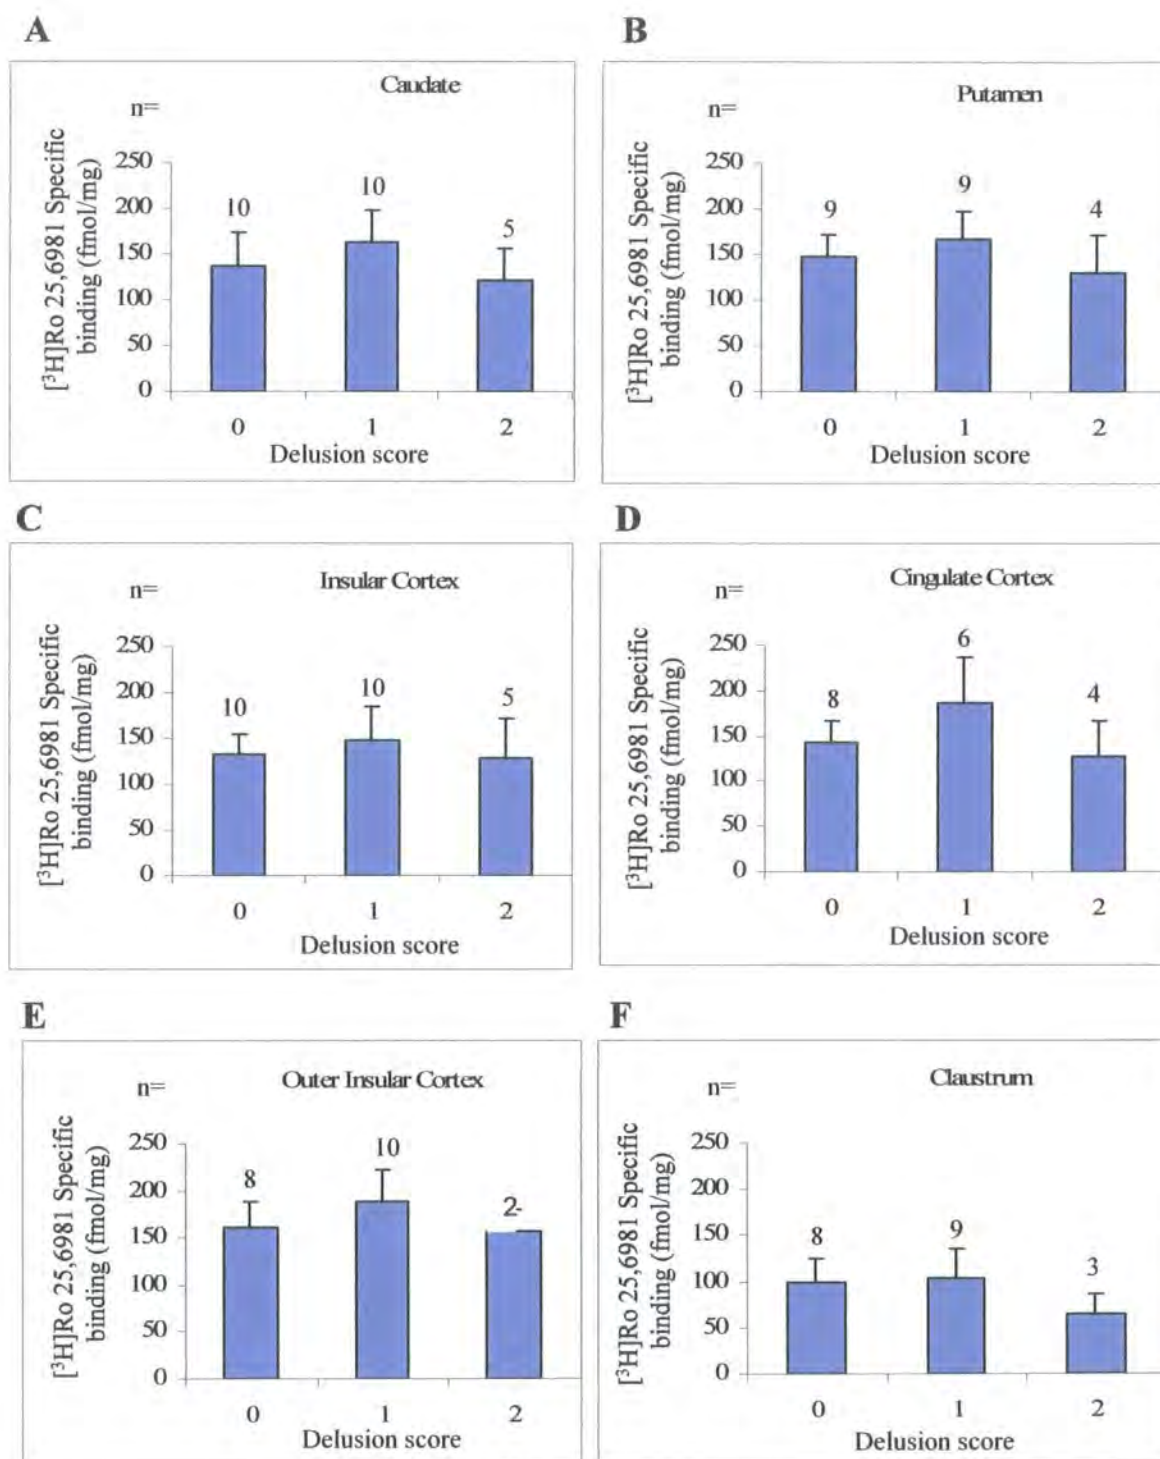 A
Caudate
n=
[³H]Ro 25,6981 Specific
binding (fmol/mg)
250
200
150
100
50
0
10
10
5
0 1 2
Delusion score
B
Putamen
n=
[³H]Ro 25,6981 Specific
binding (fmol/mg)
250
200
150
100
50
0
9
9
4
0 1 2
Delusion score
C
Insular Cortex
n=
[³H]Ro 25,6981 Specific
binding (fmol/mg)
250
200
150
100
50
0
10
10
5
0 1 2
Delusion score
D
Cingulate Cortex
n=
[³H]Ro 25,6981 Specific
binding (fmol/mg)
250
200
150
100
50
0
8
6
4
0 1 2
Delusion score
E
Outer Insular Cortex
n=
[³H]Ro 25,6981 Specific
binding (fmol/mg)
250
200
150
100
50
0
8
10
2-
0 1 2
Delusion score
F
Claustrum
n=
[³H]Ro 25,6981 Specific
binding (fmol/mg)
250
200
150
100
50
0
8
9
3
0 1 2
Delusion score